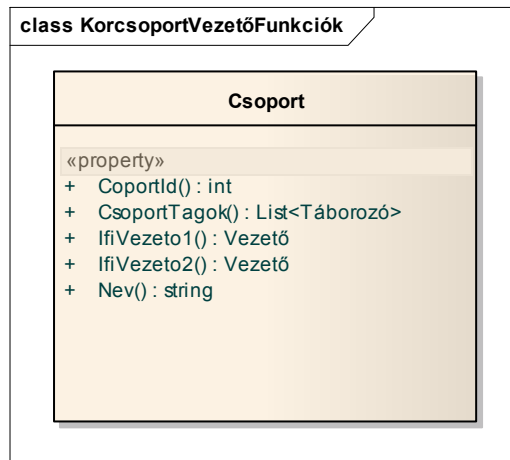 class KorcsoportVezetőFunkciók
Csoport
«property»
+ CoportId() : int
+ CsoportTagok() : List<Táborozó>
+ IfiVezeto1() : Vezető
+ IfiVezeto2() : Vezető
+ Nev() : string